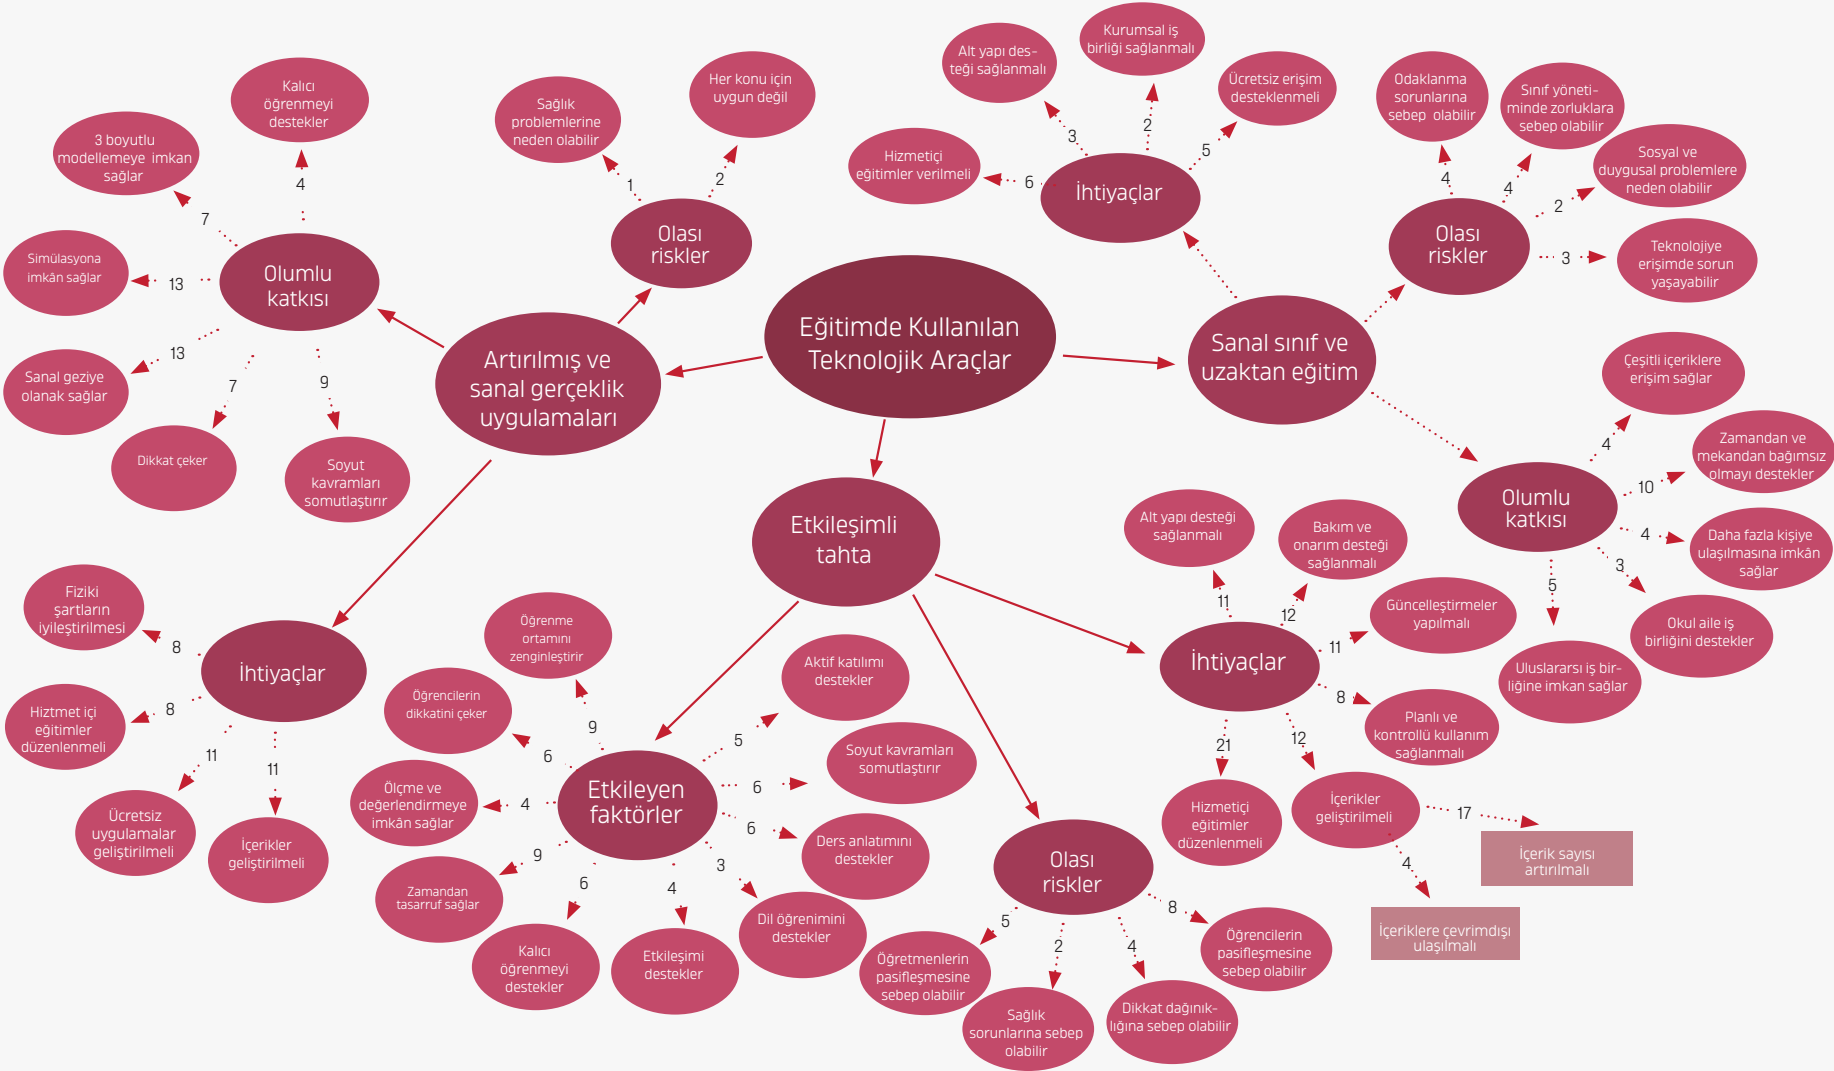 Eğitimde Kullanılan
Teknolojik Araçlar
Artırılmış ve
sanal gerçeklik
uygulamaları
Olumlu
katkısı
Kalıcı
öğrenmeyi
destekler
4
3 boyutlu
modellemeye imkan
sağlar
7
Simülasyona
imkân sağlar
13
Sanal geziye
olanak sağlar
13
Dikkat çeker
7
Soyut
kavramları
somutlaştırır
9
Olası
riskler
Sağlık
problemlerine
neden olabilir
1
Her konu için
uygun değil
2
İhtiyaçlar
Fiziki
şartların
iyileştirilmesi
8
Hiztmet içi
eğitimler
düzenlenmeli
8
Ücretsiz
uygulamalar
geliştirilmeli
11
İçerikler
geliştirilmeli
11
Sanal sınıf ve
uzaktan eğitim
İhtiyaçlar
Hizmetiçi
eğitimler verilmeli
6
Alt yapı des-
teği sağlanmalı
3
Kurumsal iş
birliği sağlanmalı
2
Ücretsiz erişim
desteklenmeli
5
Olası
riskler
Odaklanma
sorunlarına
sebep olabilir
4
Sınıf yöneti-
minde zorluklara
sebep olabilir
4
Sosyal ve
duygusal problemlere
neden olabilir
2
Teknolojiye
erişimde sorun
yaşayabilir
3
Olumlu
katkısı
Çeşitli içeriklere
erişim sağlar
4
Zamandan ve
mekandan bağımsız
olmayı destekler
10
Daha fazla kişiye
ulaşılmasına imkân
sağlar
4
Okul aile iş
birliğini destekler
3
Uluslararsı iş bir-
liğine imkan sağlar
5
Etkileşimli
tahta
Etkileyen
faktörler
Öğrenme
ortamını
zenginleştirir
9
Öğrencilerin
dikkatini çeker
6
Ölçme ve
değerlendirmeye
imkân sağlar
4
Zamandan
tasarruf sağlar
9
Kalıcı
öğrenmeyi
destekler
6
Etkileşimi
destekler
4
Dil öğrenimini
destekler
3
Ders anlatımını
destekler
6
Soyut kavramları
somutlaştırır
6
Aktif katılımı
destekler
5
Olası
riskler
Öğretmenlerin
pasifleşmesine
sebep olabilir
5
Sağlık
sorunlarına sebep
olabilir
2
Dikkat dağınık-
lığına sebep olabilir
4
Öğrencilerin
pasifleşmesine
sebep olabilir
8
İhtiyaçlar
Alt yapı desteği
sağlanmalı
11
Bakım ve
onarım desteği
sağlanmalı
12
Güncelleştirmeler
yapılmalı
11
Planlı ve
kontrollü kullanım
sağlanmalı
8
Hizmetiçi
eğitimler
düzenlenmeli
21
İçerikler
geliştirilmeli
12
İçerik sayısı
artırılmalı
17
İçeriklere çevrimdışı
ulaşılmalı
4